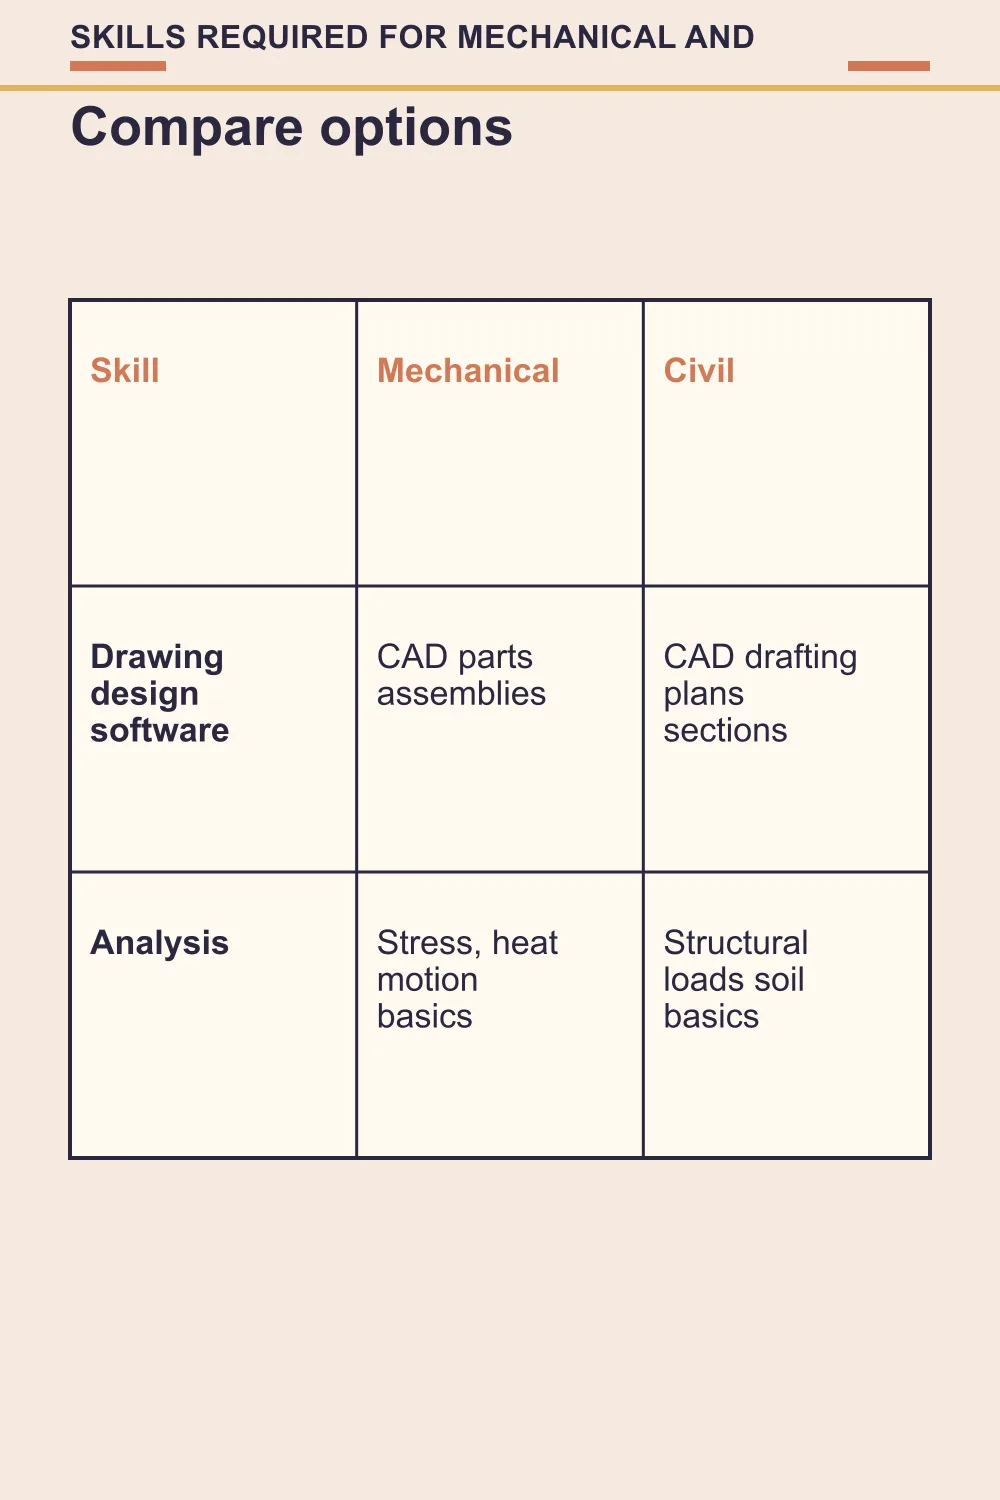 SKILLS REQUIRED FOR MECHANICAL AND
Compare options
Skill
Mechanical
Civil
Drawing
design
software
CAD parts
assemblies
CAD drafting
plans
sections
Analysis
Stress, heat
motion
basics
Structural
loads soil
basics